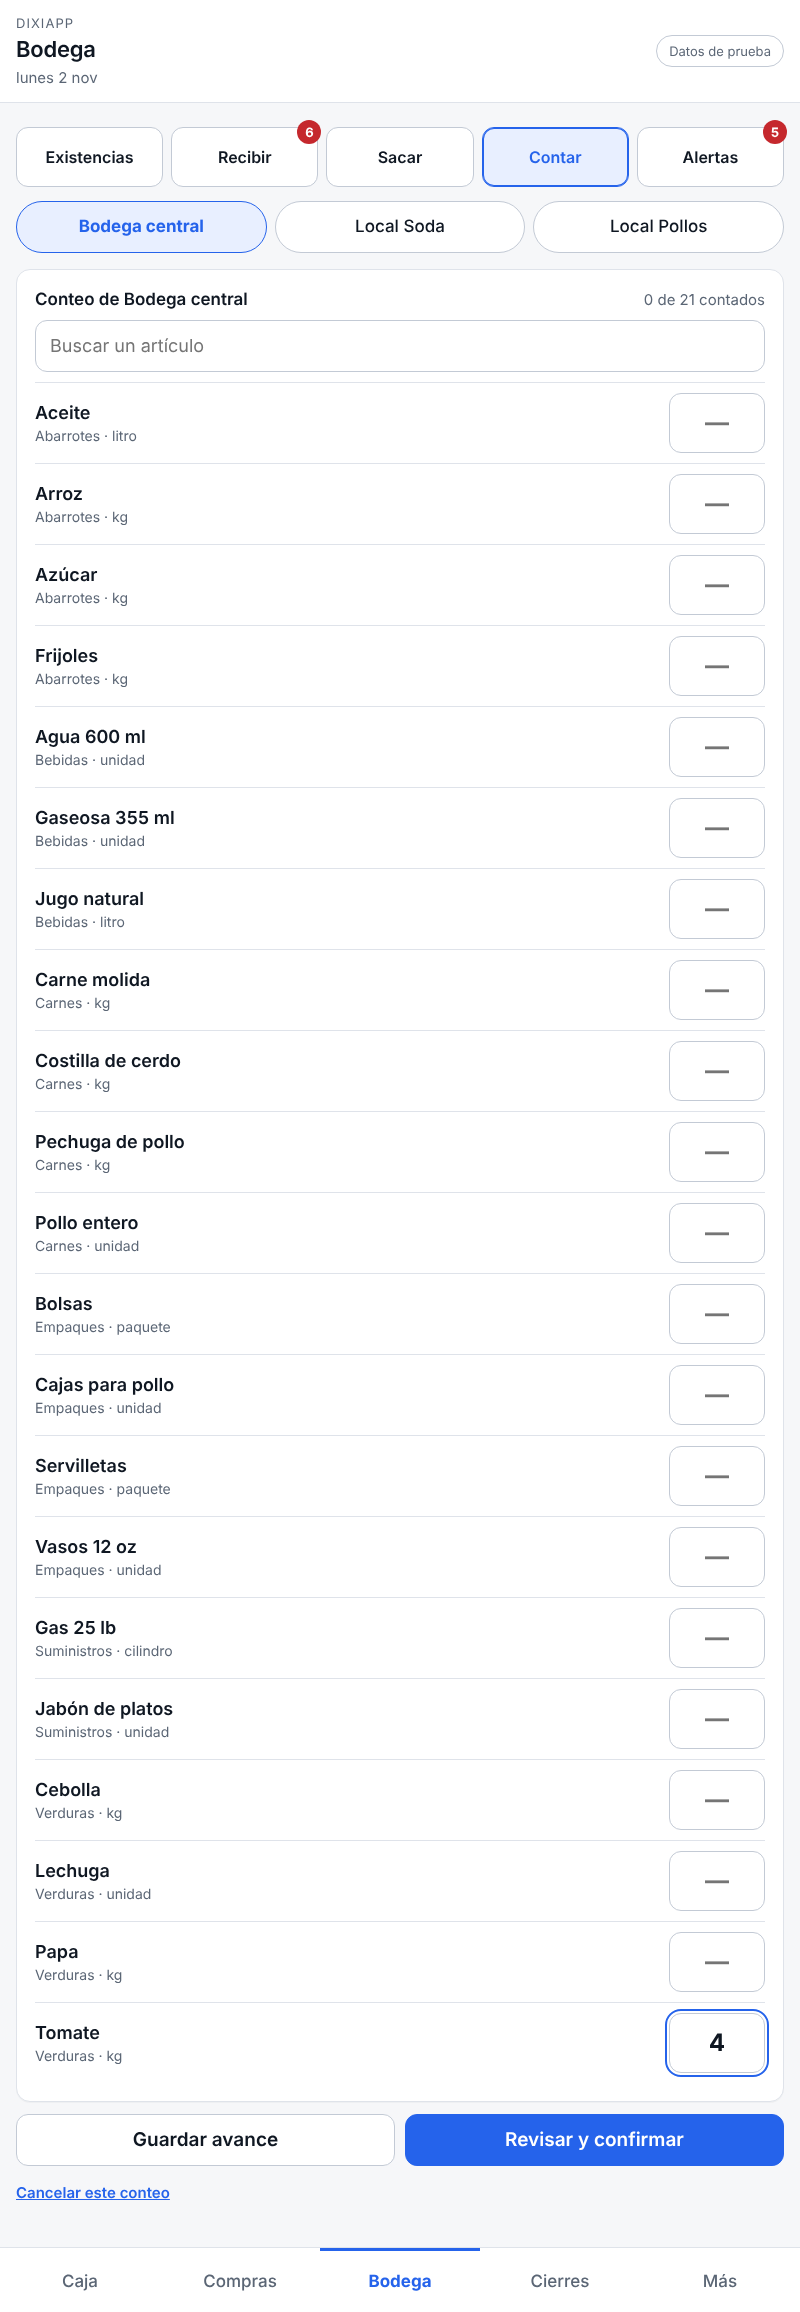 DIXIAPP
Bodega
lunes 2 nov
Datos de prueba
Existencias
Recibir
6
Sacar
Contar
Alertas
5
Bodega central
Local Soda
Local Pollos
Conteo de Bodega central
0 de 21 contados
Buscar un artículo
Aceite
Abarrotes · litro
—
Arroz
Abarrotes · kg
—
Azúcar
Abarrotes · kg
—
Frijoles
Abarrotes · kg
—
Agua 600 ml
Bebidas · unidad
—
Gaseosa 355 ml
Bebidas · unidad
—
Jugo natural
Bebidas · litro
—
Carne molida
Carnes · kg
—
Costilla de cerdo
Carnes · kg
—
Pechuga de pollo
Carnes · kg
—
Pollo entero
Carnes · unidad
—
Bolsas
Empaques · paquete
—
Cajas para pollo
Empaques · unidad
—
Servilletas
Empaques · paquete
—
Vasos 12 oz
Empaques · unidad
—
Gas 25 lb
Suministros · cilindro
—
Jabón de platos
Suministros · unidad
—
Cebolla
Verduras · kg
—
Lechuga
Verduras · unidad
—
Papa
Verduras · kg
—
Tomate
Verduras · kg
4
Guardar avance
Revisar y confirmar
Cancelar este conteo
Caja
Compras
Bodega
Cierres
Más